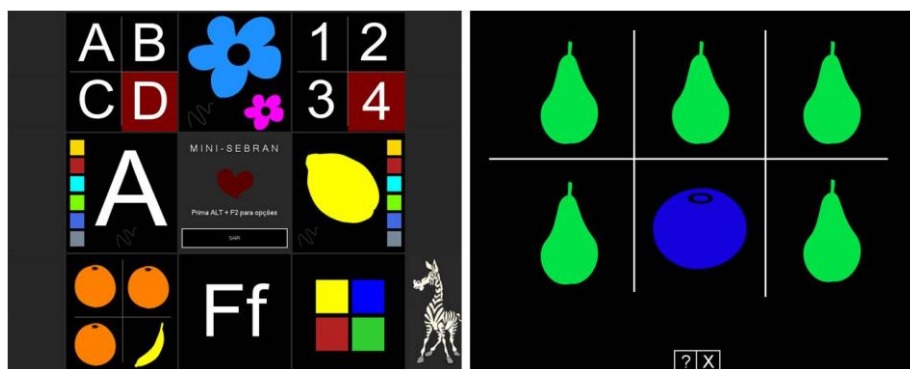 A B
C D
1 2
3 4
A
MINI-SEBRAN
Prima ALT + F2 para opções
SAIR
Ff
? X